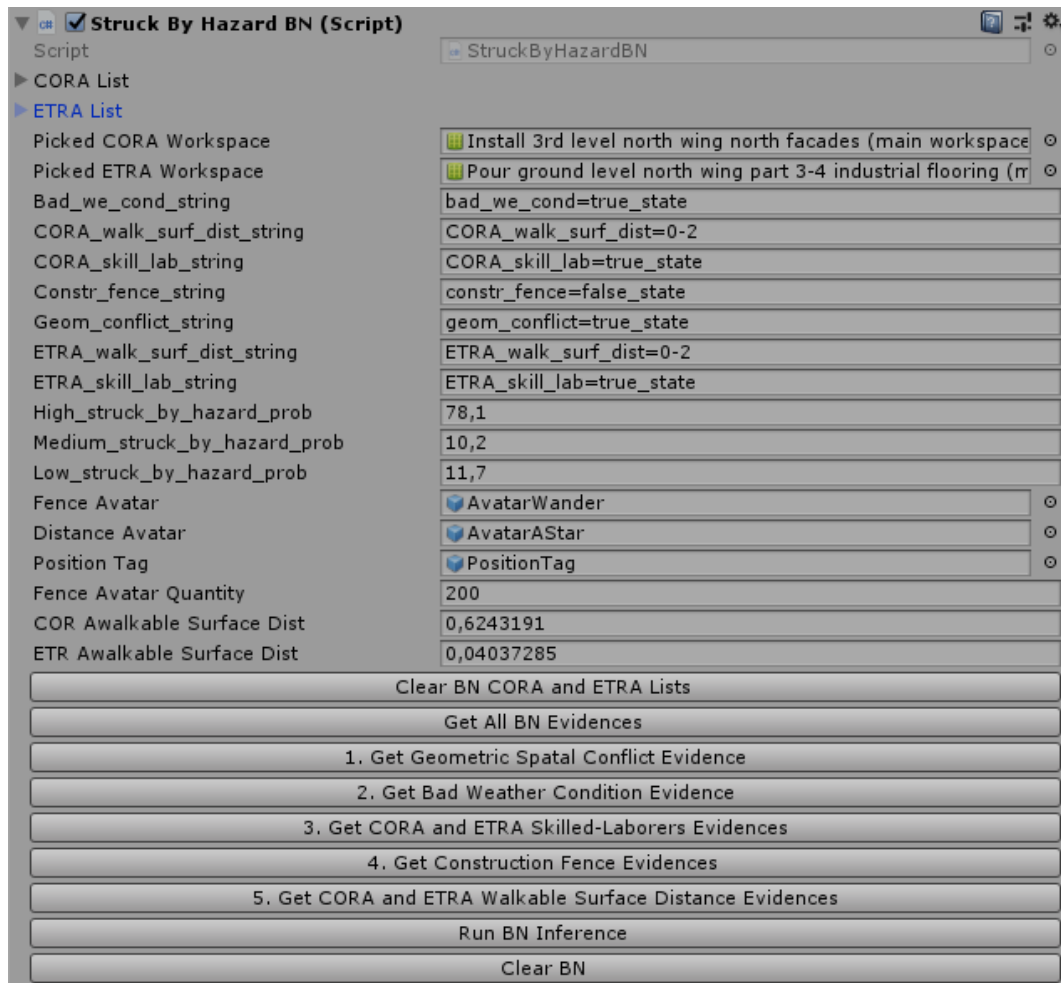 Struck By Hazard BN (Script)
Script StruckByHazardBN
CORA List
ETRA List
Picked CORA Workspace Install 3rd level north wing north facades (main workspace
Picked ETRA Workspace Pour ground level north wing part 3-4 industrial flooring (m
Bad_we_cond_string bad_we_cond=true_state
CORA_walk_surf_dist_string CORA_walk_surf_dist=0-2
CORA_skill_lab_string CORA_skill_lab=true_state
Constr_fence_string constr_fence=false_state
Geom_conflict_string geom_conflict=true_state
ETRA_walk_surf_dist_string ETRA_walk_surf_dist=0-2
ETRA_skill_lab_string ETRA_skill_lab=true_state
High_struck_by_hazard_prob 78,1
Medium_struck_by_hazard_prob 10,2
Low_struck_by_hazard_prob 11,7
Fence Avatar AvatarWander
Distance Avatar AvatarAStar
Position Tag PositionTag
Fence Avatar Quantity 200
COR Awalkable Surface Dist 0,6243191
ETR Awalkable Surface Dist 0,04037285
Clear BN CORA and ETRA Lists
Get All BN Evidences
1. Get Geometric Spatal Conflict Evidence
2. Get Bad Weather Condition Evidence
3. Get CORA and ETRA Skilled-Laborers Evidences
4. Get Construction Fence Evidences
5. Get CORA and ETRA Walkable Surface Distance Evidences
Run BN Inference
Clear BN